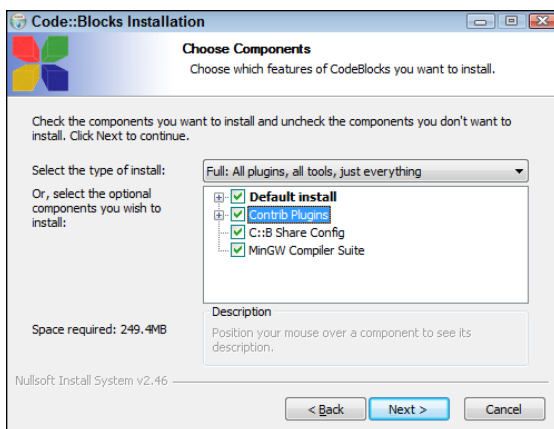 Code::Blocks Installation
Choose Components
Choose which features of CodeBlocks you want to install.
Check the components you want to install and uncheck the components you don't want to
install. Click Next to continue.
Select the type of install:
Full: All plugins, all tools, just everything
Or, select the optional
components you wish to
install:
Default install
Contrib Plugins
C::B Share Config
MinGW Compiler Suite
Space required: 249.4MB
Description
Position your mouse over a component to see its
description.
Nullsoft Install System v2.46
< Back
Next >
Cancel